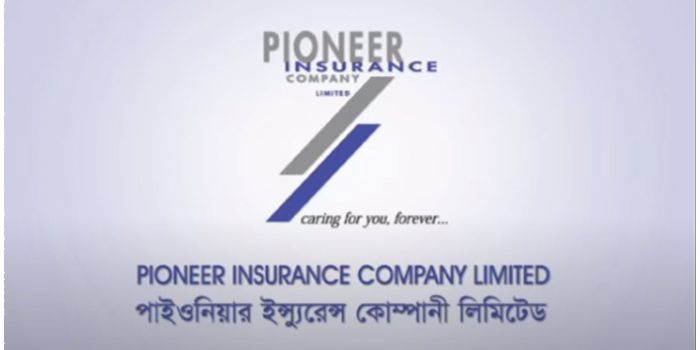 PIONEER
INSURANCE
COMPANY
LIMITED
caring for you, forever...
PIONEER INSURANCE COMPANY LIMITED
পাইওনিয়ার ইন্স্যুরেন্স কোম্পানী লিমিটেড